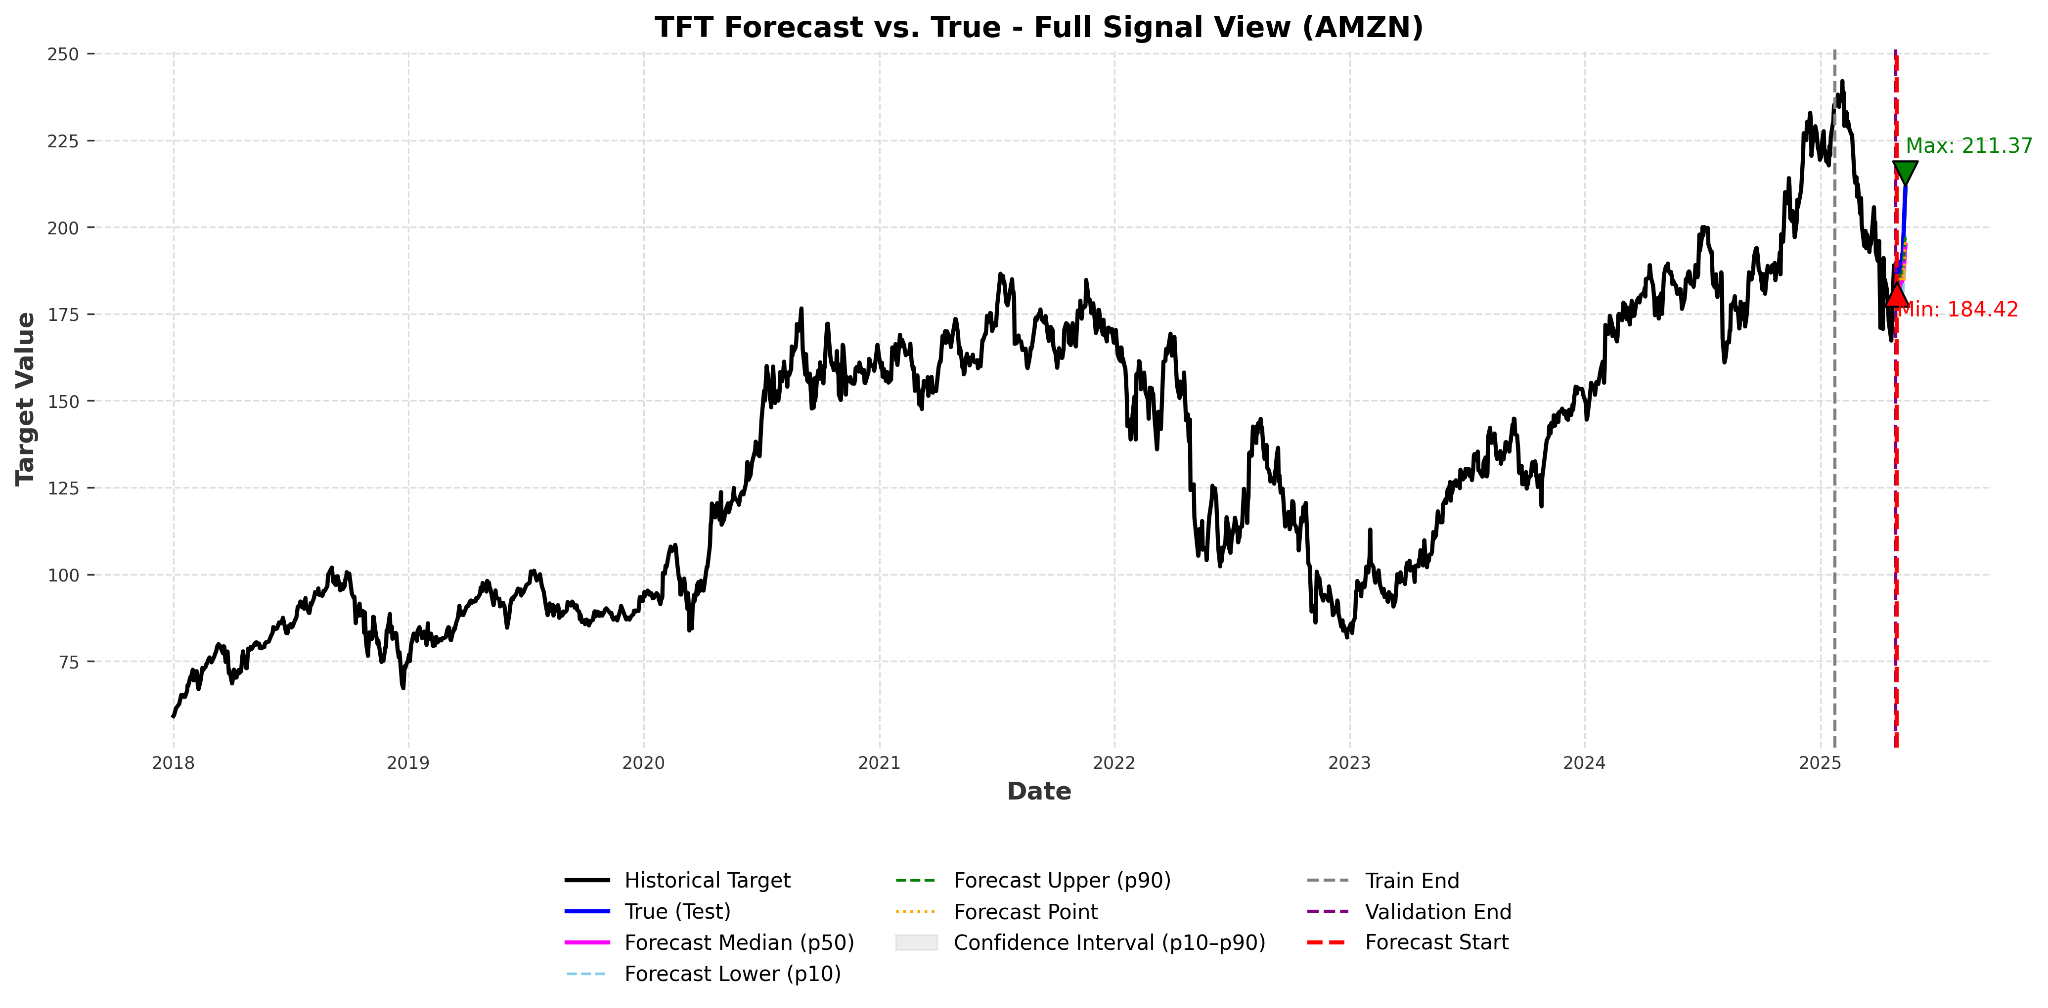 TFT Forecast vs. True - Full Signal View (AMZN)
250
225
200
175
150
125
100
75
Target Value
Max: 211.37
Min: 184.42
2018
2019
2020
2021
2022
2023
2024
2025
Date
Historical Target
True (Test)
Forecast Median (p50)
Forecast Lower (p10)
Forecast Upper (p90)
Forecast Point
Confidence Interval (p10–p90)
Train End
Validation End
Forecast Start